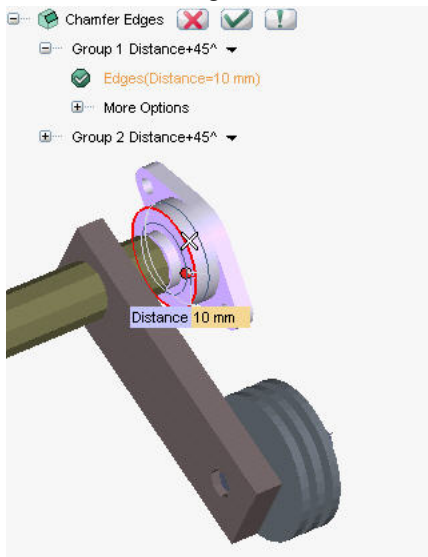 Chamfer Edges
Group 1 Distance+45^
Edges(Distance=10 mm)
More Options
Group 2 Distance+45^
Distance 10 mm